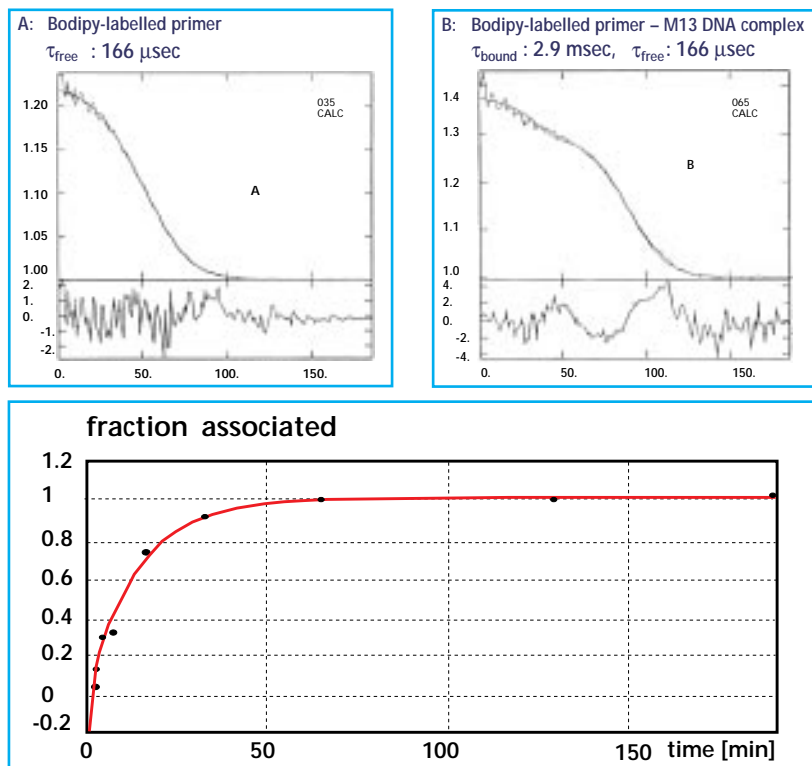 A: Bodipy-labelled primer
τfree : 166 μsec
1.20
1.15
1.10
1.05
1.00
035
CALC
A
2.
1.
0.
-1.
-2.
0. 50. 100. 150.
B: Bodipy-labelled primer – M13 DNA complex
τbound : 2.9 msec, τfree : 166 μsec
1.4
1.3
1.2
1.1
1.0
065
CALC
B
4.
2.
0.
-2.
-4.
0. 50. 100. 150.
fraction associated
1.2
1
0.8
0.6
0.4
0.2
0
-0.2
0 50 100 150 time [min]